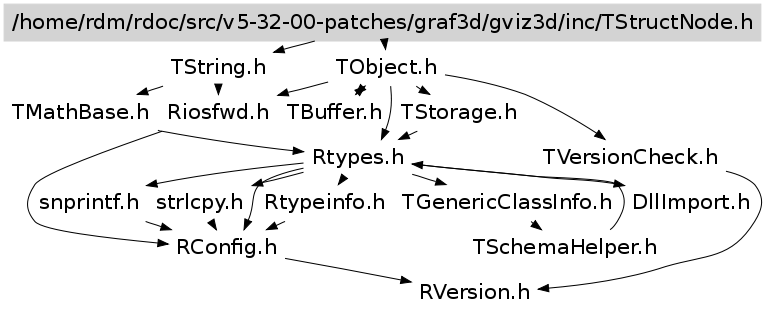 /home/rdm/rdoc/src/v5-32-00-patches/graf3d/gviz3d/inc/TStructNode.h
TString.h TObject.h
TMathBase.h Riosfwd.h TBuffer.h TStorage.h
Rtypes.h TVersionCheck.h
snprintf.h strlcpy.h Rtypeinfo.h TGenericClassInfo.h DllImport.h
RConfig.h TSchemaHelper.h
RVersion.h